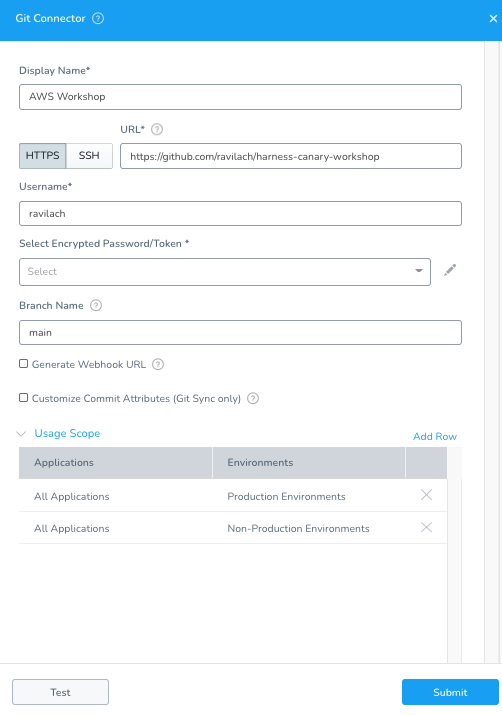 Git Connector ?
×
Display Name*
AWS Workshop
URL* ?
HTTPS SSH https://github.com/ravilach/harness-canary-workshop
Username*
ravilach
Select Encrypted Password/Token *
Select
Branch Name ?
main
Generate Webhook URL ?
Customize Commit Attributes (Git Sync only) ?
Usage Scope
Add Row
Applications Environments
All Applications Production Environments
All Applications Non-Production Environments
Test Submit